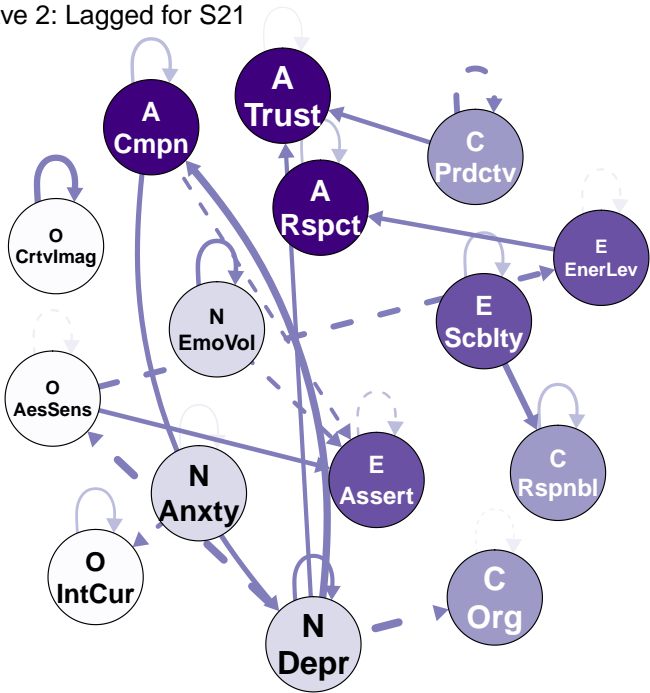 ve 2: Lagged for S21
A
Trust
A
Cmpn
C
Prdctv
A
Rspct
O
CrtvImag
E
EnerLev
N
EmoVol
E
Scblty
O
AesSens
E
Assert
C
Rspnbl
N
Anxty
O
IntCur
C
Org
N
Depr